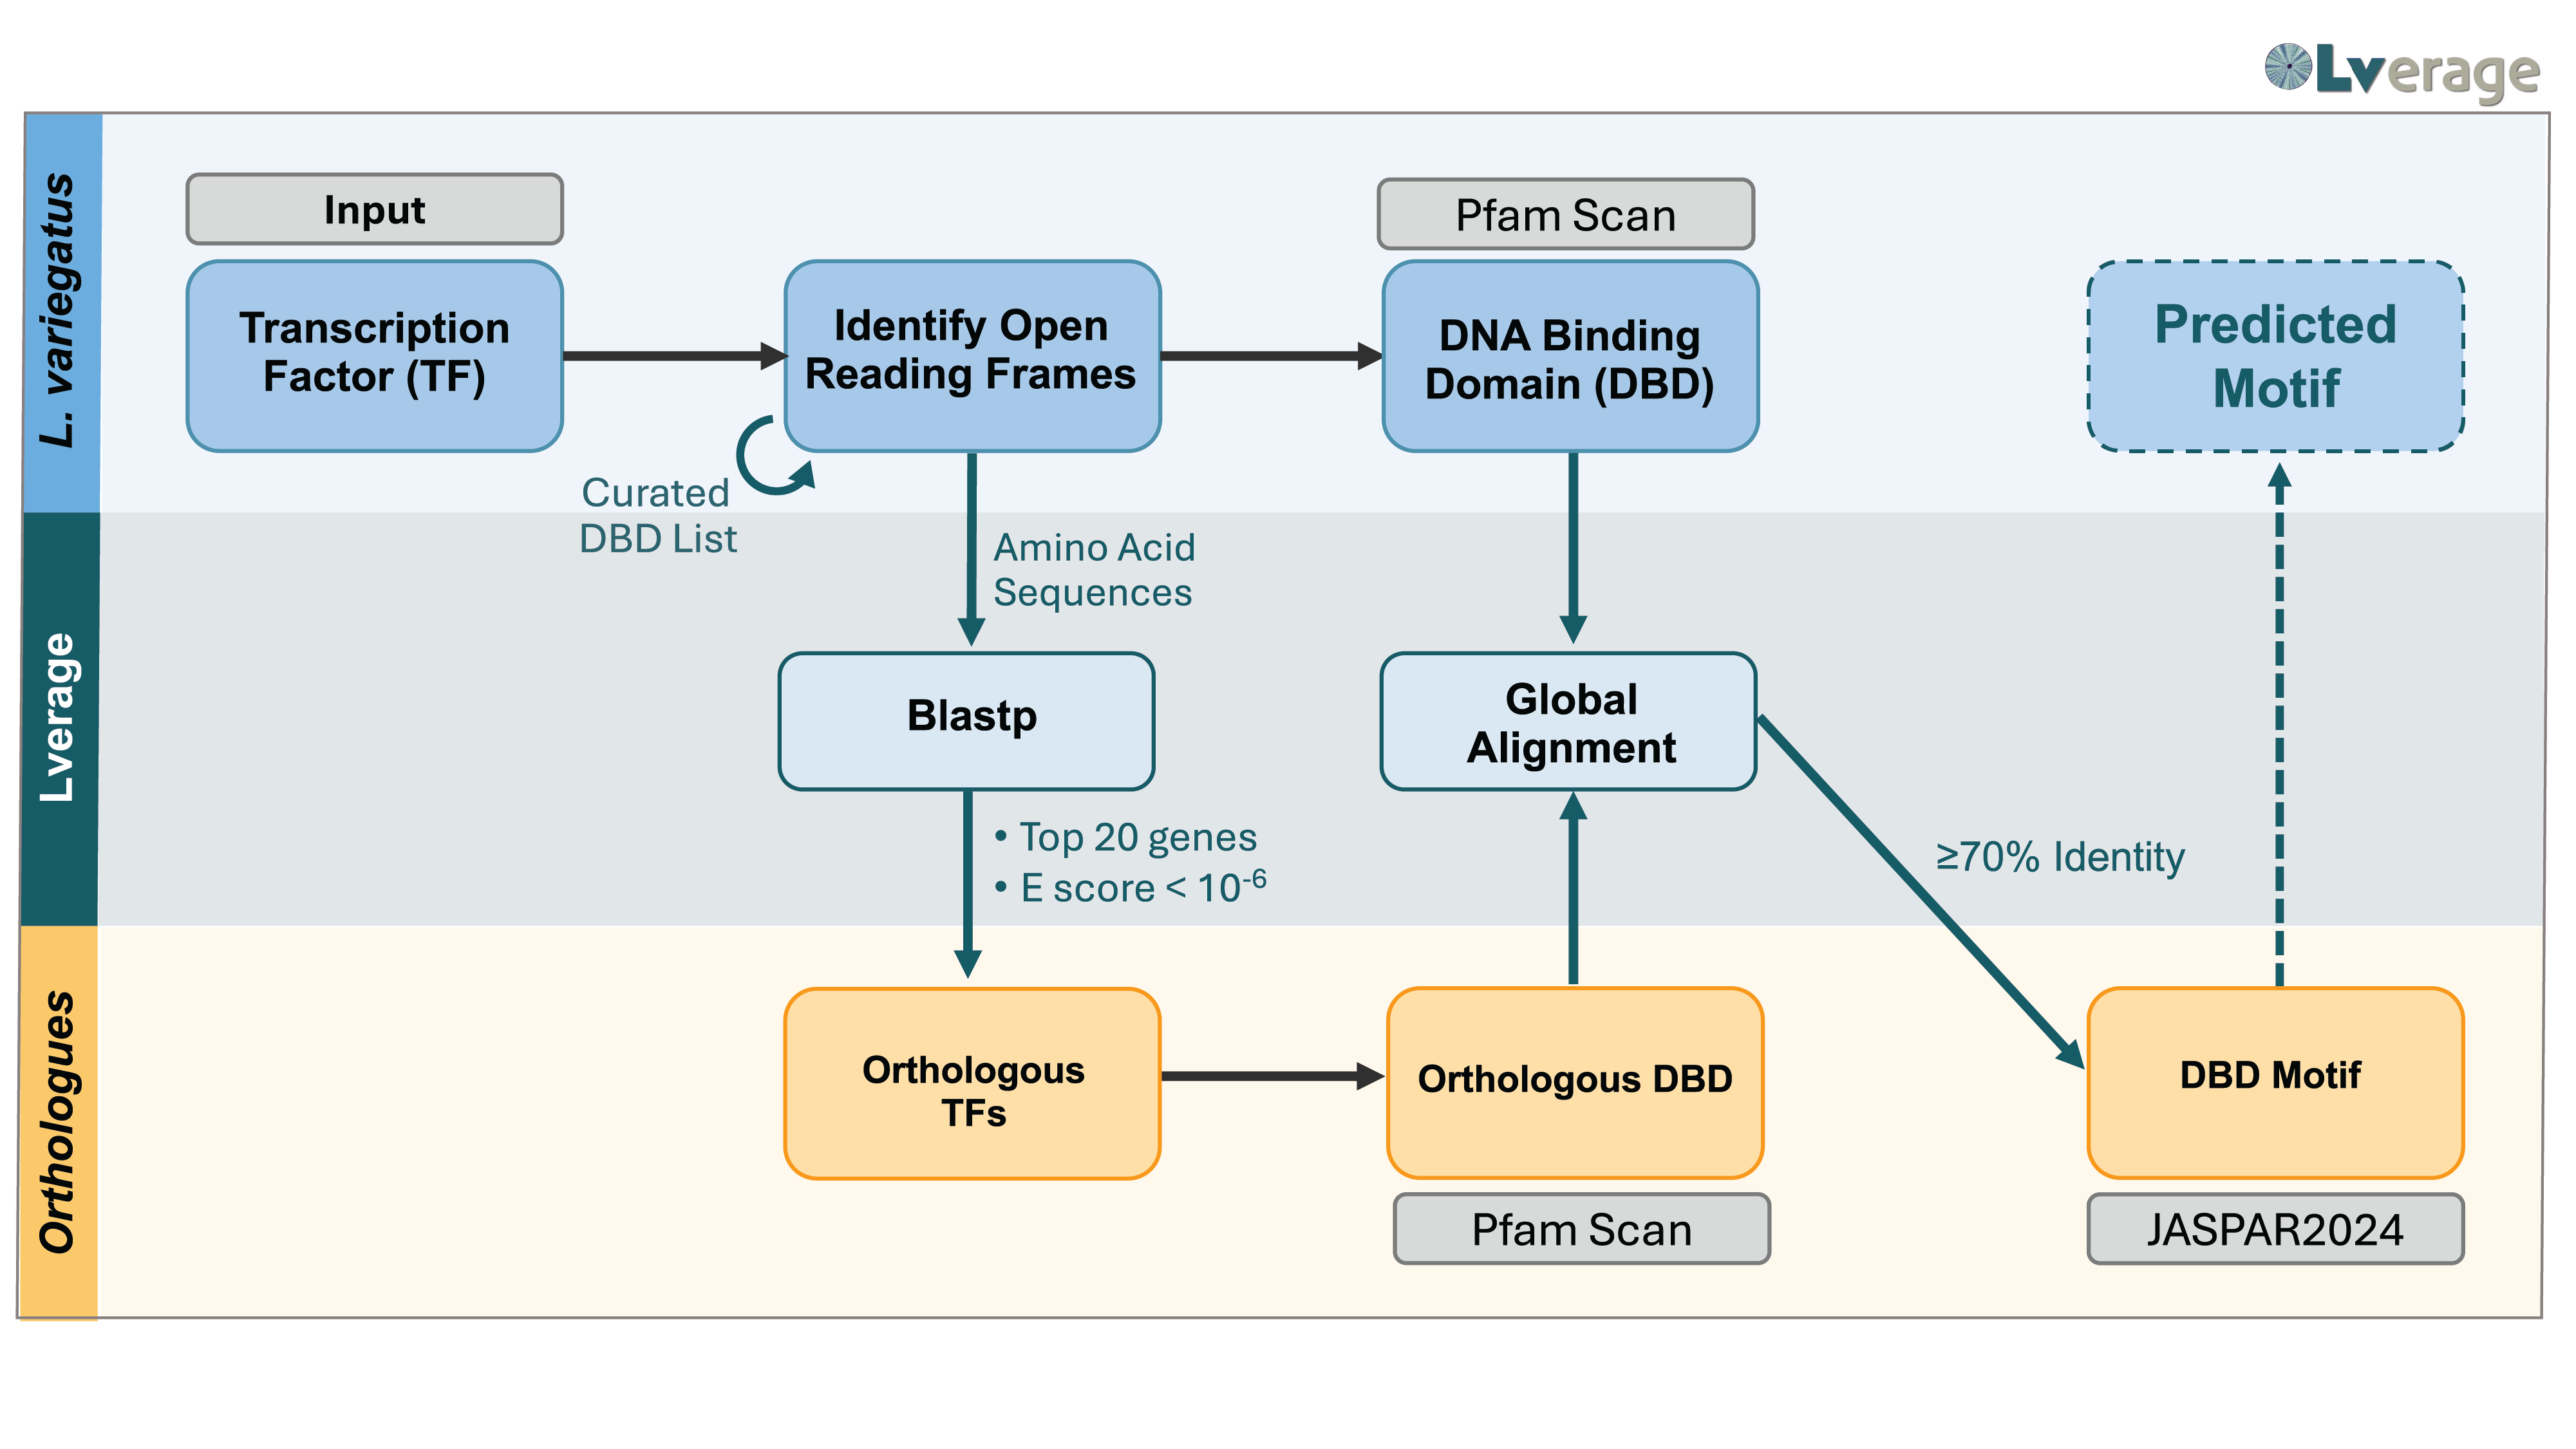 Lverage
L. variegatus
Input
Transcription
Factor (TF)
Identify Open
Reading Frames
Pfam Scan
DNA Binding
Domain (DBD)
Predicted
Motif
Curated
DBD List
Amino Acid
Sequences
Lverage
Blastp
Global
Alignment
• Top 20 genes
• E score < 10⁻⁶
≥70% Identity
Orthologues
Orthologous
TFs
Orthologous DBD
DBD Motif
Pfam Scan
JASPAR2024